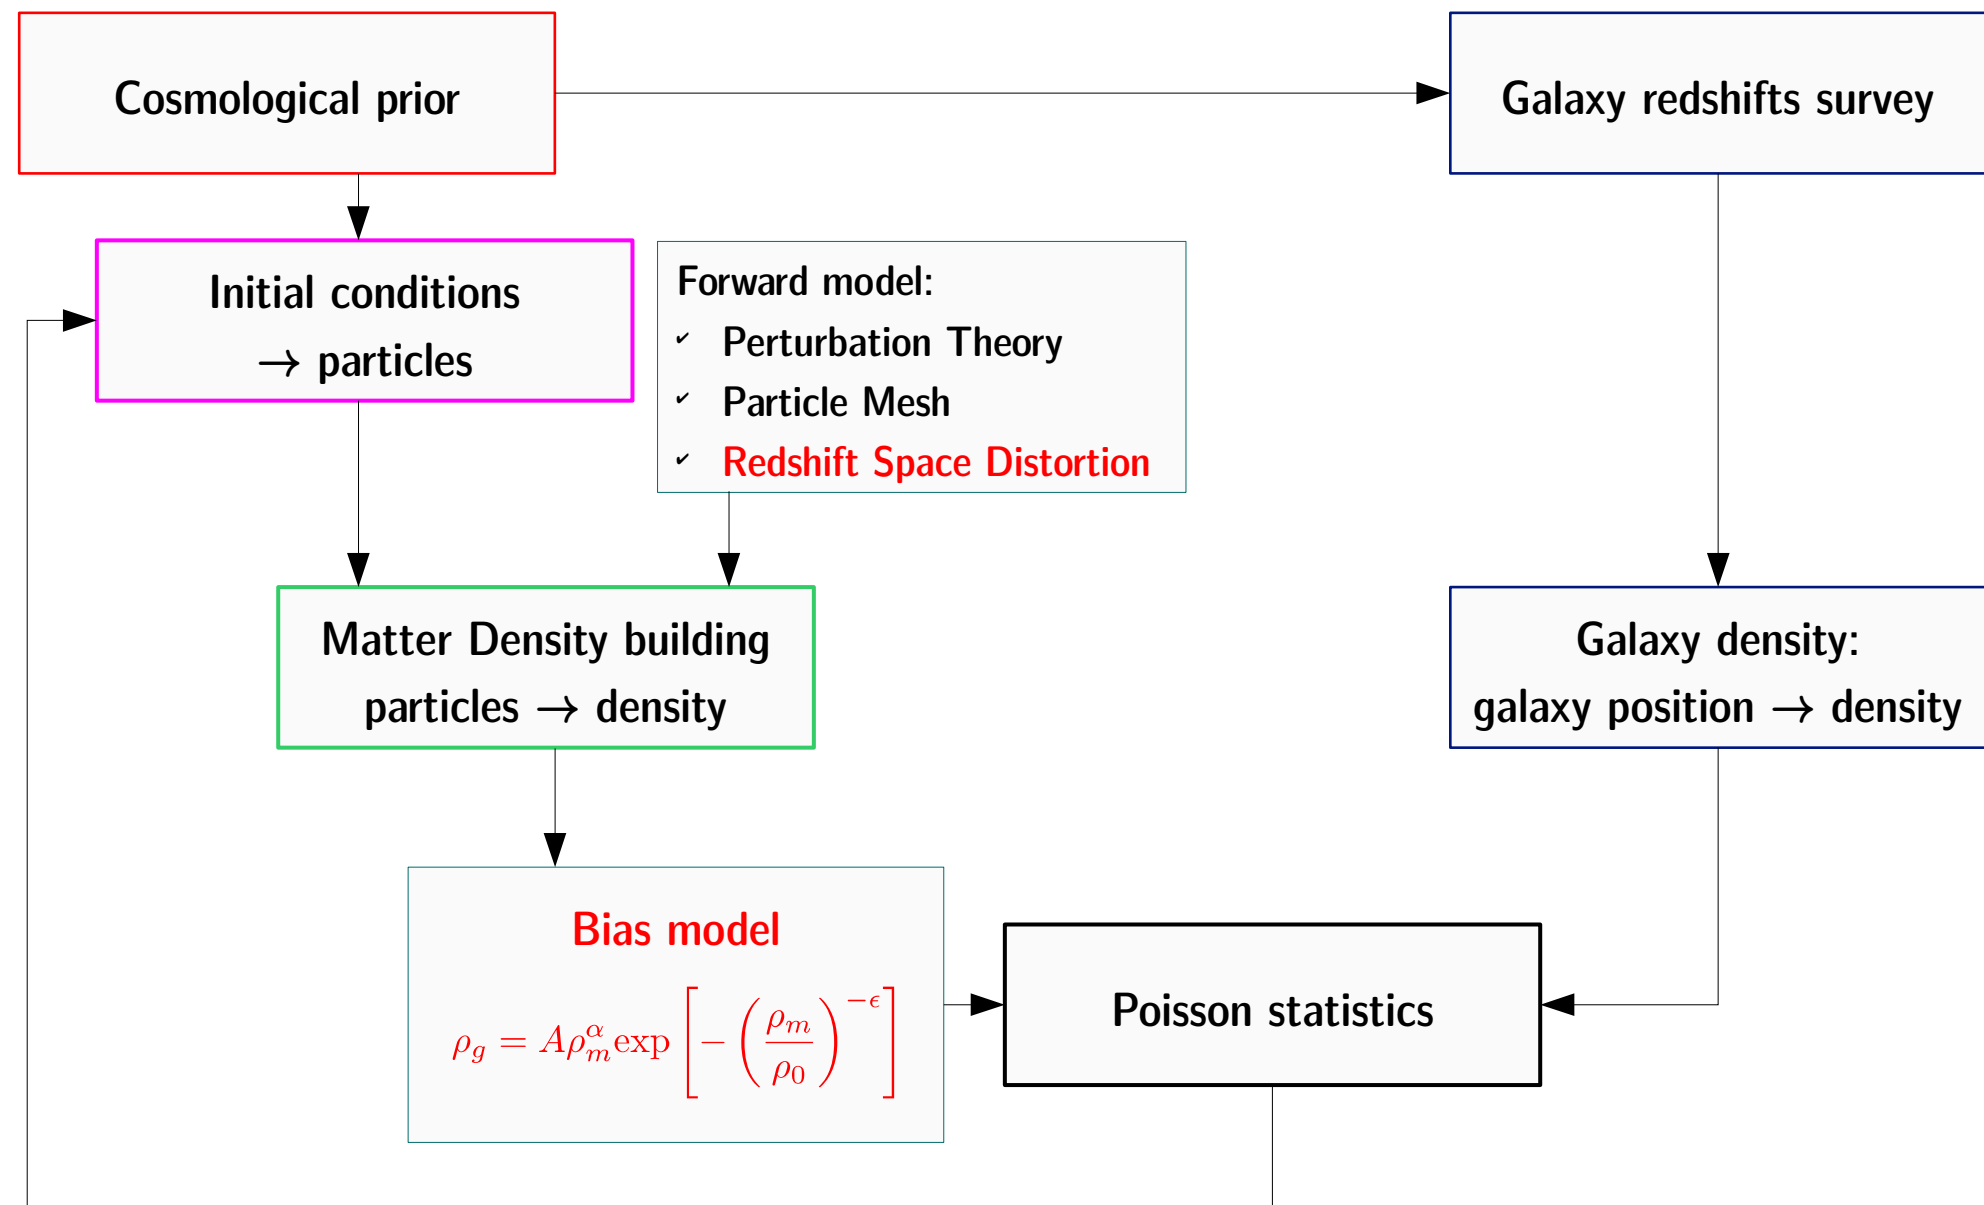 Cosmological prior
Galaxy redshifts survey
Initial conditions
→ particles
Forward model:
✓ Perturbation Theory
✓ Particle Mesh
✓ Redshift Space Distortion
Matter Density building
particles → density
Galaxy density:
galaxy position → density
Bias model
ρ_g = Aρ_m^α exp[−(ρ_m/ρ_0)^−ϵ]
Poisson statistics